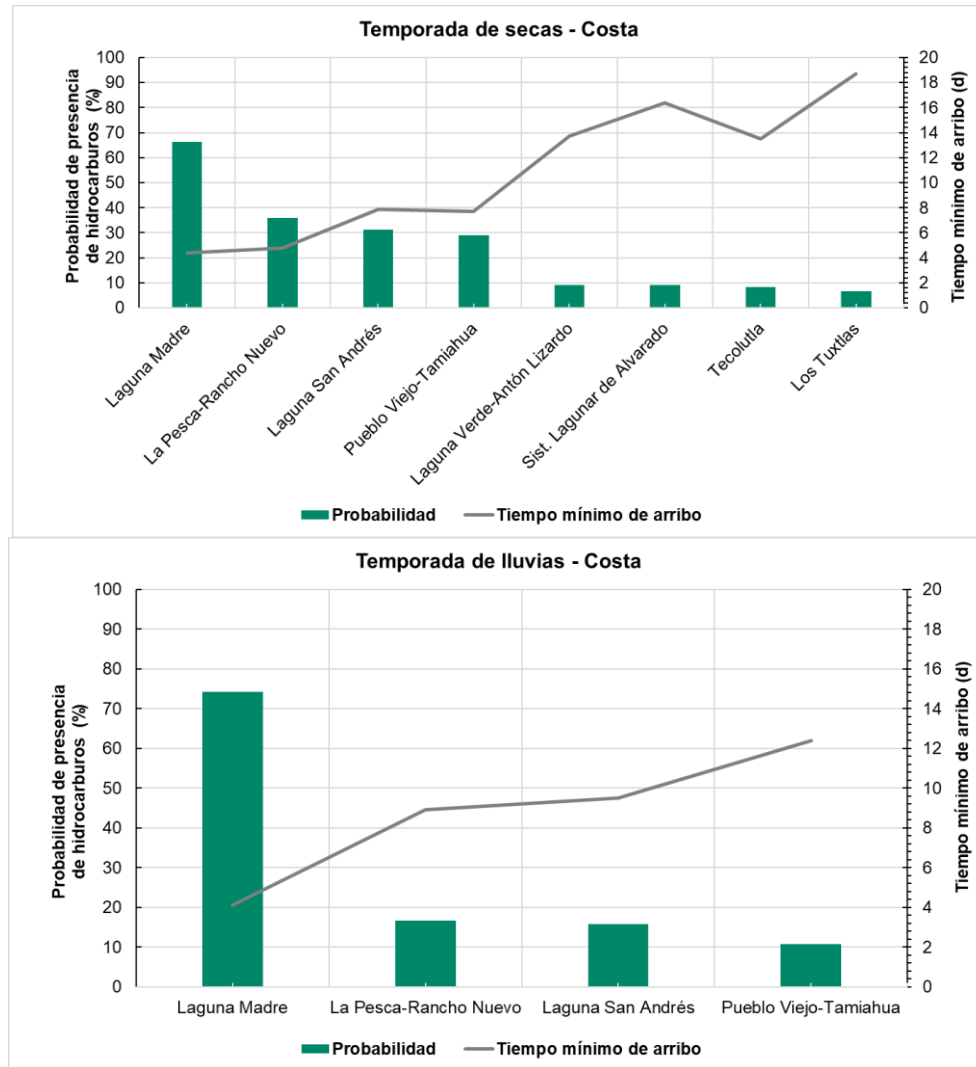 Temporada de secas - Costa
Probabilidad de presencia
de hidrocarburos (%)
100
90
80
70
60
50
40
30
20
10
0
20
18
16
14
12
10
8
6
4
2
0
Tiempo mínimo de arribo (d)
Laguna Madre
La Pesca-Rancho Nuevo
Laguna San Andrés
Pueblo Viejo-Tamiahua
Laguna Verde-Antón Lizardo
Sist. Lagunar de Alvarado
Tecolutla
Los Tuxtlas
Probabilidad
Tiempo mínimo de arribo
Temporada de lluvias - Costa
Probabilidad de presencia
de hidrocarburos (%)
100
90
80
70
60
50
40
30
20
10
0
20
18
16
14
12
10
8
6
4
2
0
Tiempo mínimo de arribo (d)
Laguna Madre
La Pesca-Rancho Nuevo
Laguna San Andrés
Pueblo Viejo-Tamiahua
Probabilidad
Tiempo mínimo de arribo